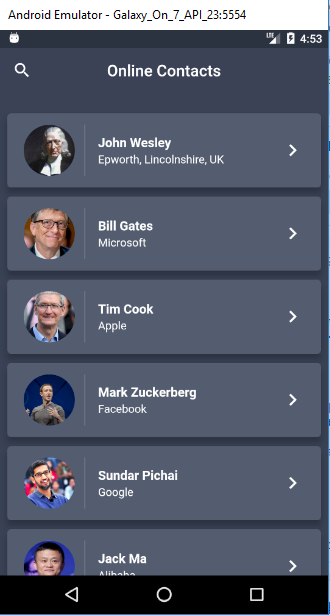 Android Emulator - Galaxy_On_7_API_23:5554
LTE 4:53
Online Contacts
John Wesley
Epworth, Lincolnshire, UK
Bill Gates
Microsoft
Tim Cook
Apple
Mark Zuckerberg
Facebook
Sundar Pichai
Google
Jack Ma
Alibaba